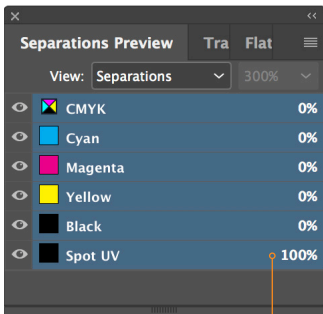 Separations Preview Tra Flat
View: Separations 300%
CMYK 0%
Cyan 0%
Magenta 0%
Yellow 0%
Black 0%
Spot UV 100%